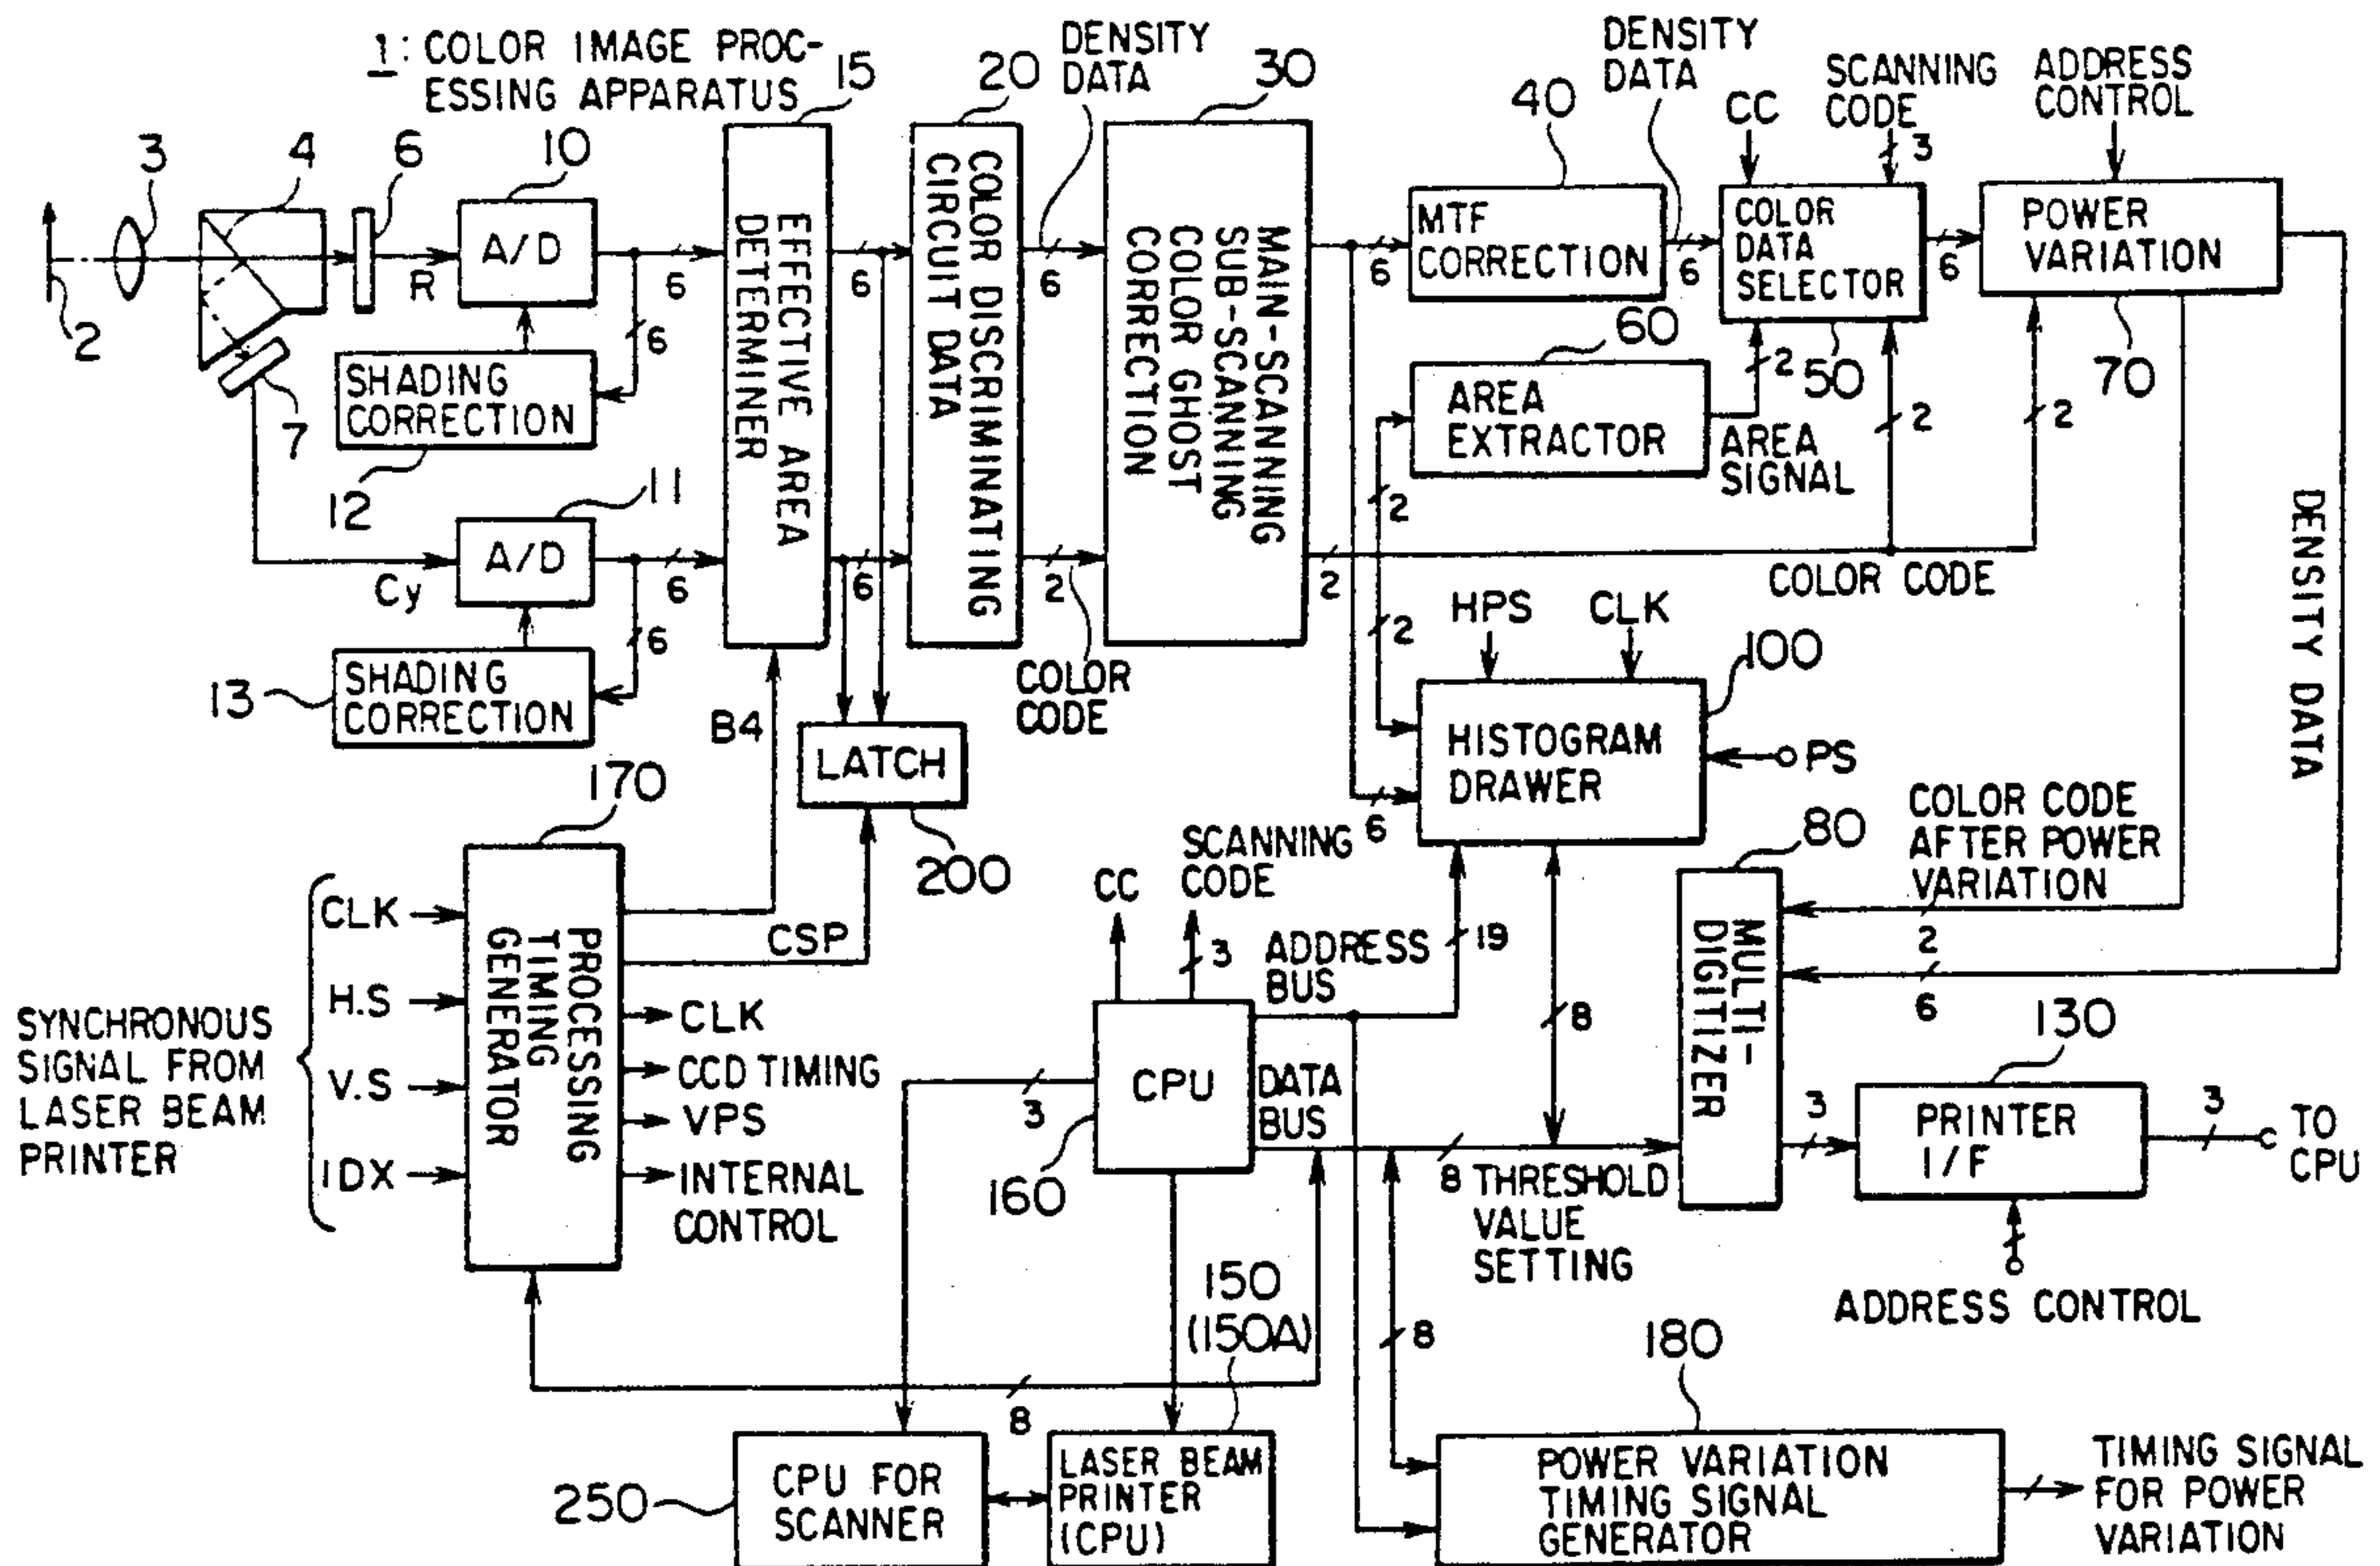 1: COLOR IMAGE PROC-
ESSING APPARATUS
15
20
DENSITY
DATA
30
DENSITY
DATA
SCANNING
CODE
3
ADDRESS
CONTROL
3
4
6
10
40
CC
2
R
A/D
6
6
6
6
EFFECTIVE AREA
DETERMINER
COLOR DISCRIMINATING
CIRCUIT DATA
MAIN-SCANNING
SUB-SCANNING
COLOR GHOST
CORRECTION
6
MTF
CORRECTION
6
COLOR
DATA
SELECTOR
6
POWER
VARIATION
7
SHADING
CORRECTION
12
60
AREA
EXTRACTOR
2
AREA
SIGNAL
50
2
70
2
11
Cy
A/D
6
6
6
2
2
2
2
COLOR CODE
DENSITY DATA
13
SHADING
CORRECTION
B4
COLOR
CODE
HPS
CLK
100
HISTOGRAM
DRAWER
PS
6
LATCH
200
170
CLK
H.S
V.S
IDX
SYNCHRONOUS
SIGNAL FROM
LASER BEAM
PRINTER
PROCESSING
TIMING
GENERATOR
CSP
CLK
CCD TIMING
VPS
INTERNAL
CONTROL
CC
SCANNING
CODE
3
ADDRESS
BUS
19
8
80
COLOR CODE
AFTER POWER
VARIATION
2
6
MULTI-
DIGITIZER
CPU
3
160
DATA
BUS
8
THRESHOLD
VALUE
SETTING
3
130
PRINTER
I/F
3
TO
CPU
ADDRESS CONTROL
8
8
150
(150A)
180
250
CPU FOR
SCANNER
LASER BEAM
PRINTER
(CPU)
POWER VARIATION
TIMING SIGNAL
GENERATOR
TIMING SIGNAL
FOR POWER
VARIATION